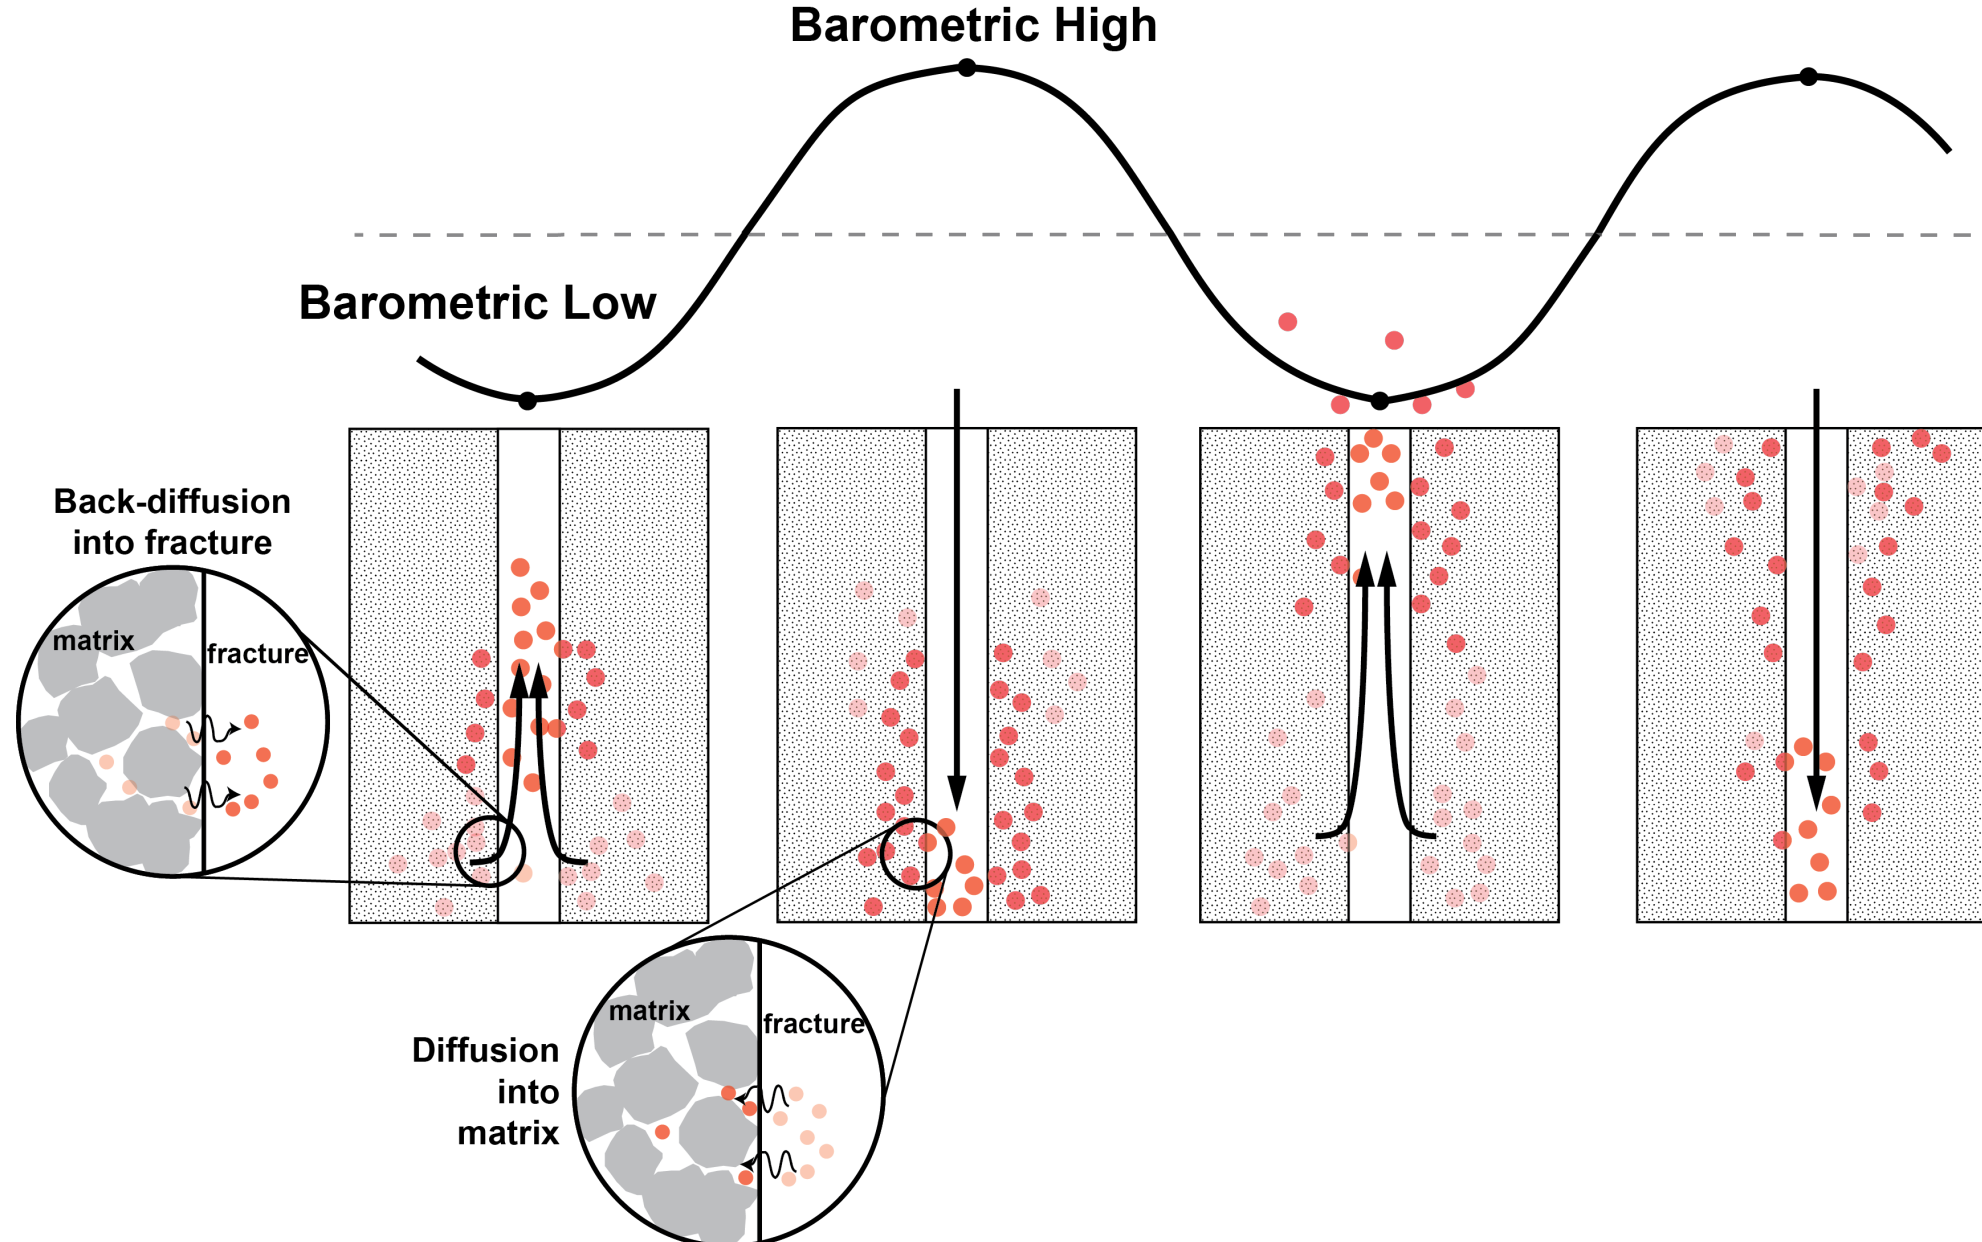 Barometric High
Barometric Low
Back-diffusion
into fracture
matrix
fracture
matrix
fracture
Diffusion
into
matrix